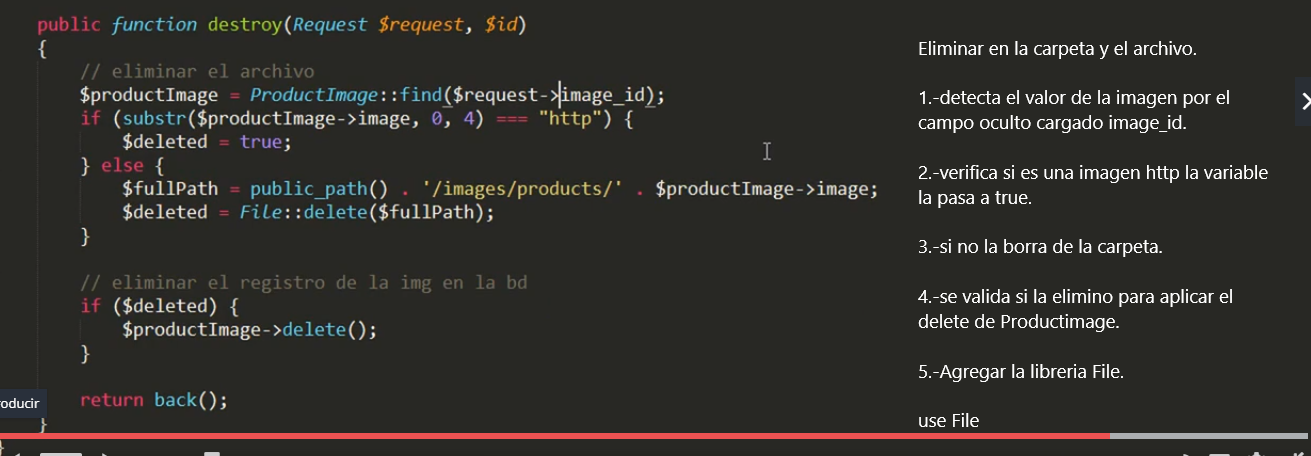 public function destroy(Request $request, $id)
{
// eliminar el archivo
$productImage = ProductImage::find($request->image_id);
if (substr($productImage->image, 0, 4) === "http") {
$deleted = true;
} else {
$fullPath = public_path() . '/images/products/' . $productImage->image;
$deleted = File::delete($fullPath);
}
// eliminar el registro de la img en la bd
if ($deleted) {
$productImage->delete();
}
return back();
}
}
oducir
Eliminar en la carpeta y el archivo.
1.-detecta el valor de la imagen por el
campo oculto cargado image_id.
2.-verifica si es una imagen http la variable
la pasa a true.
3.-si no la borra de la carpeta.
4.-se valida si la elimino para aplicar el
delete de Productimage.
5.-Agregar la libreria File.
use File